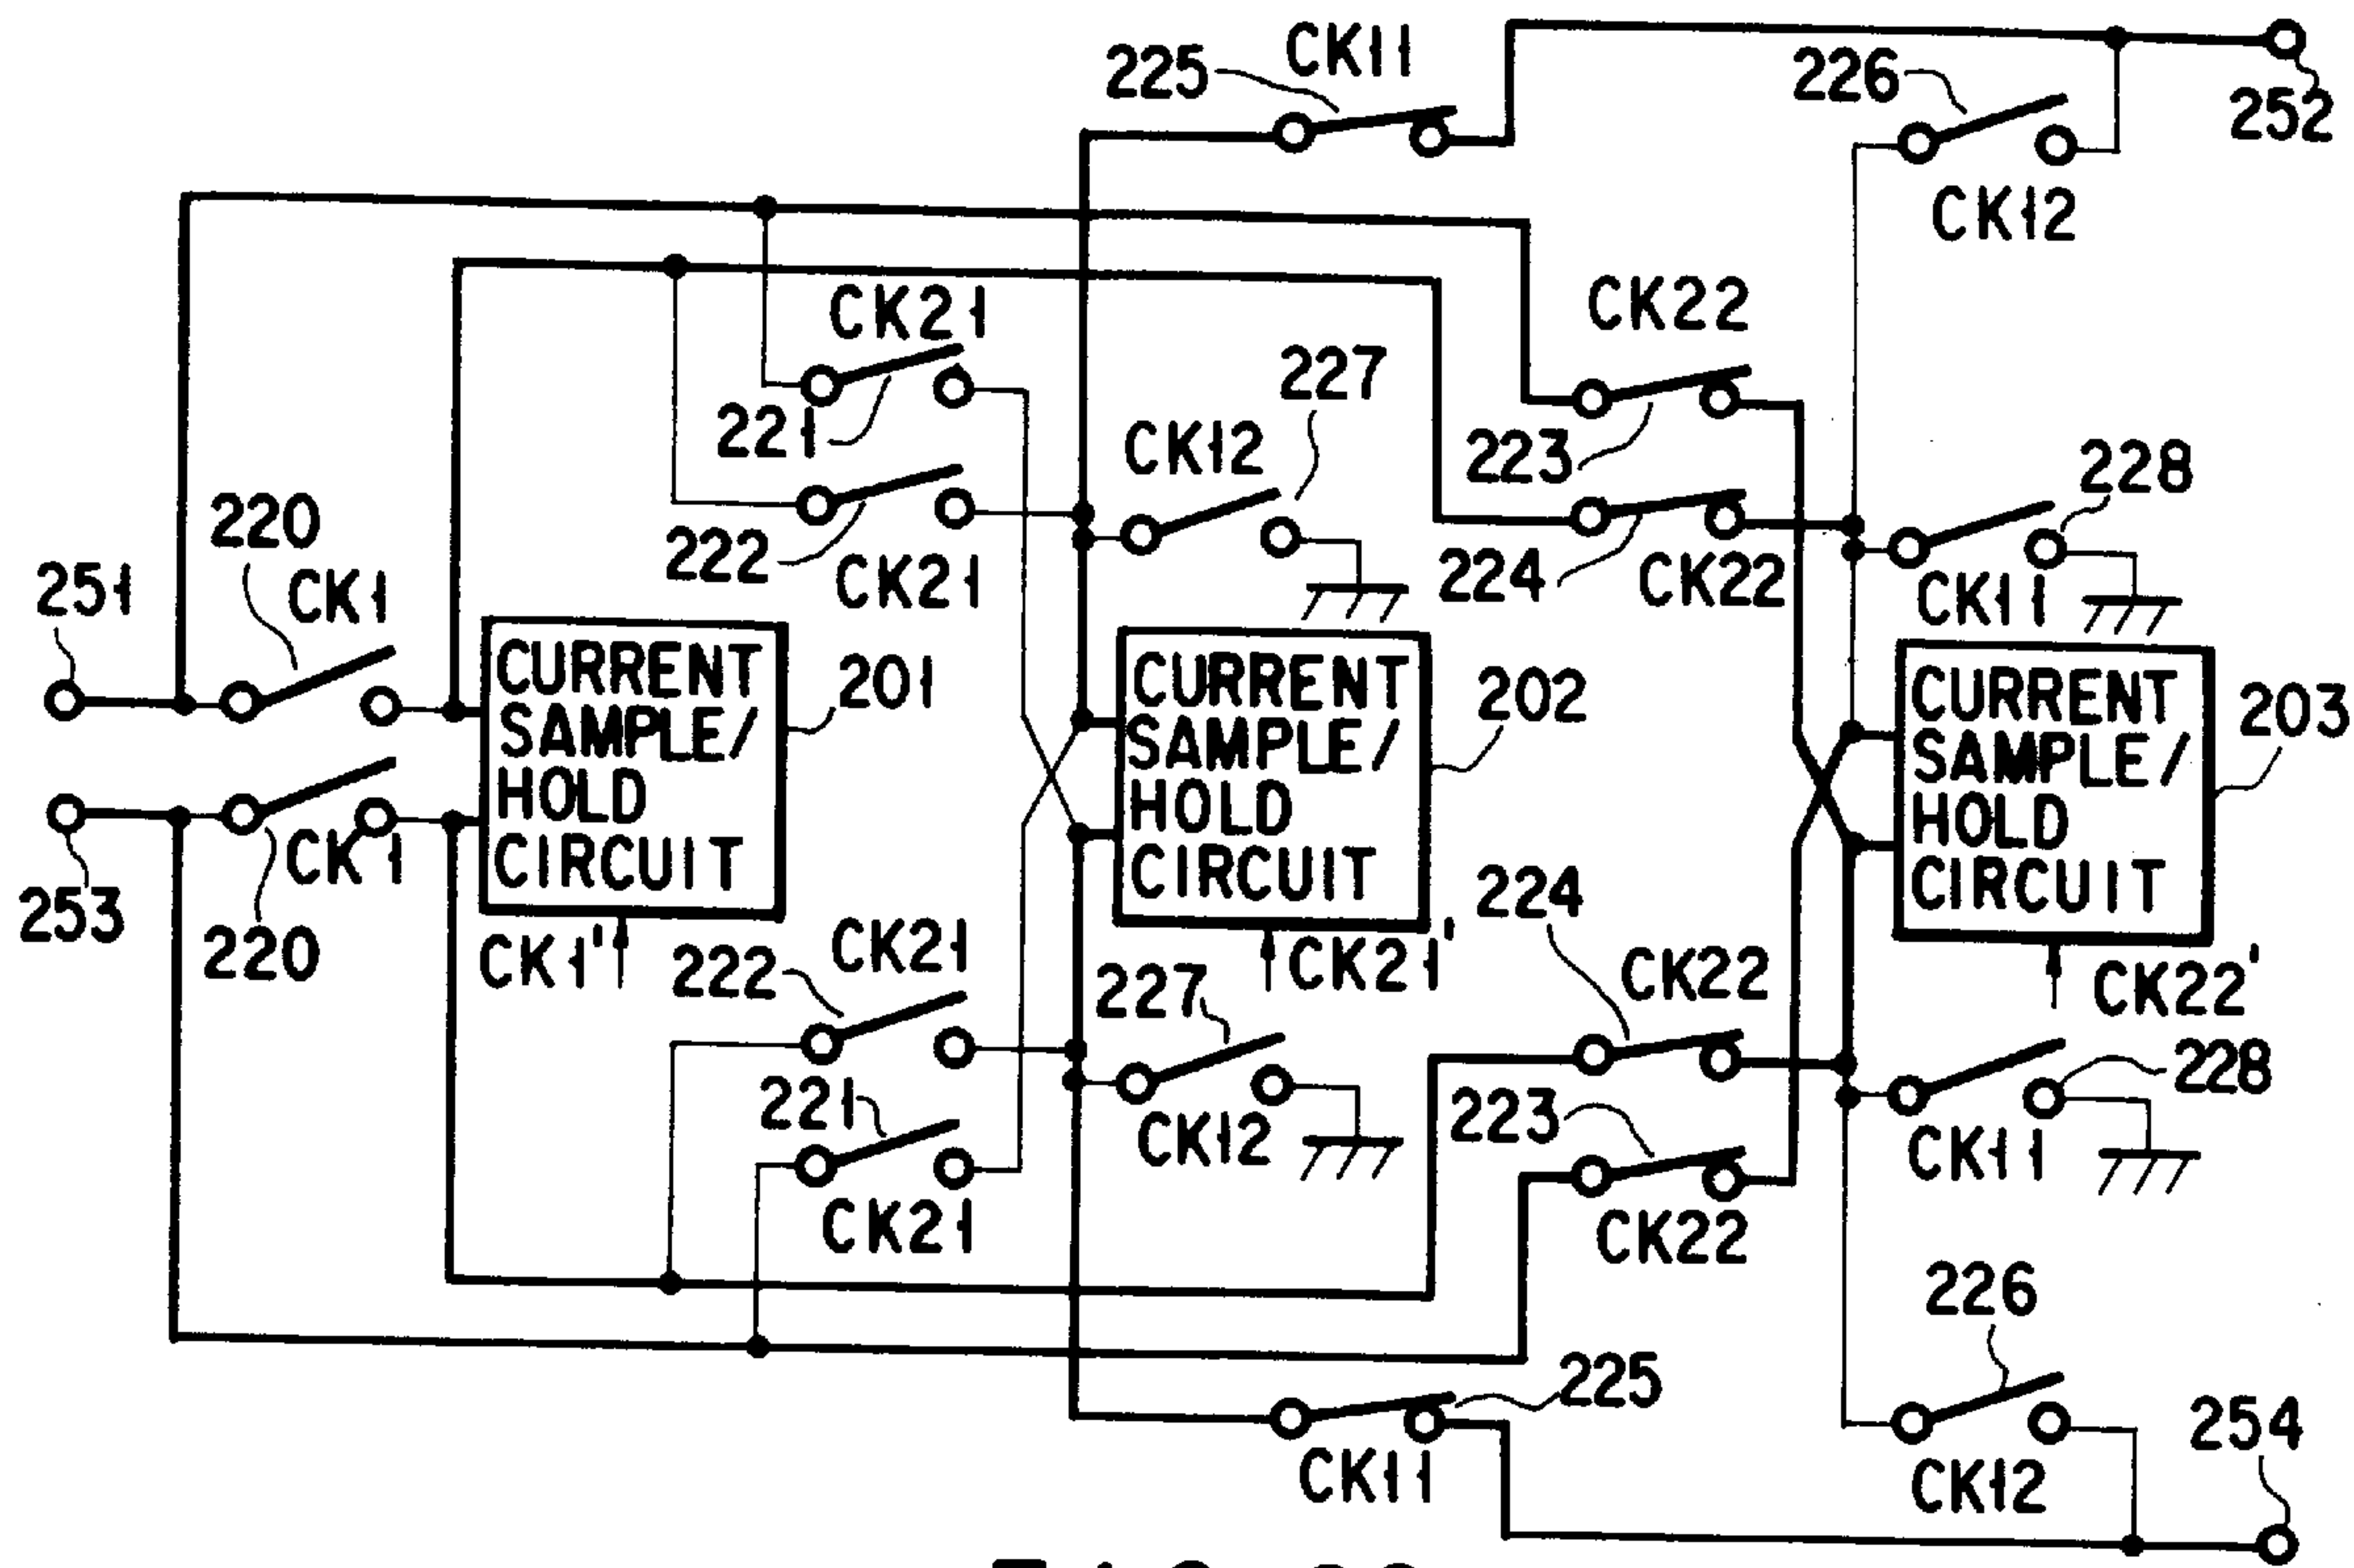 CK11
225
226
252
CK12
CK21
CK22
221
227
CK12
223
228
222
CK21
224
CK22
CK11
251
220
CK1
CURRENT
SAMPLE/
HOLD
CIRCUIT
201
CURRENT
SAMPLE/
HOLD
CIRCUIT
202
CURRENT
SAMPLE/
HOLD
CIRCUIT
203
253
220
CK1
CK1'
222
CK21
CK21'
224
CK22
CK22'
227
228
221
CK12
223
CK11
CK21
CK22
226
225
CK11
CK12
254